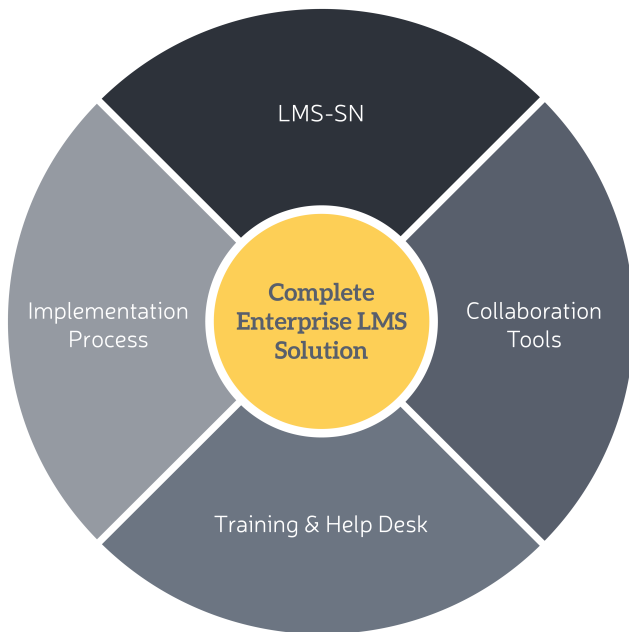 LMS-SN
Implementation
Process
Complete
Enterprise LMS
Solution
Collaboration
Tools
Training & Help Desk